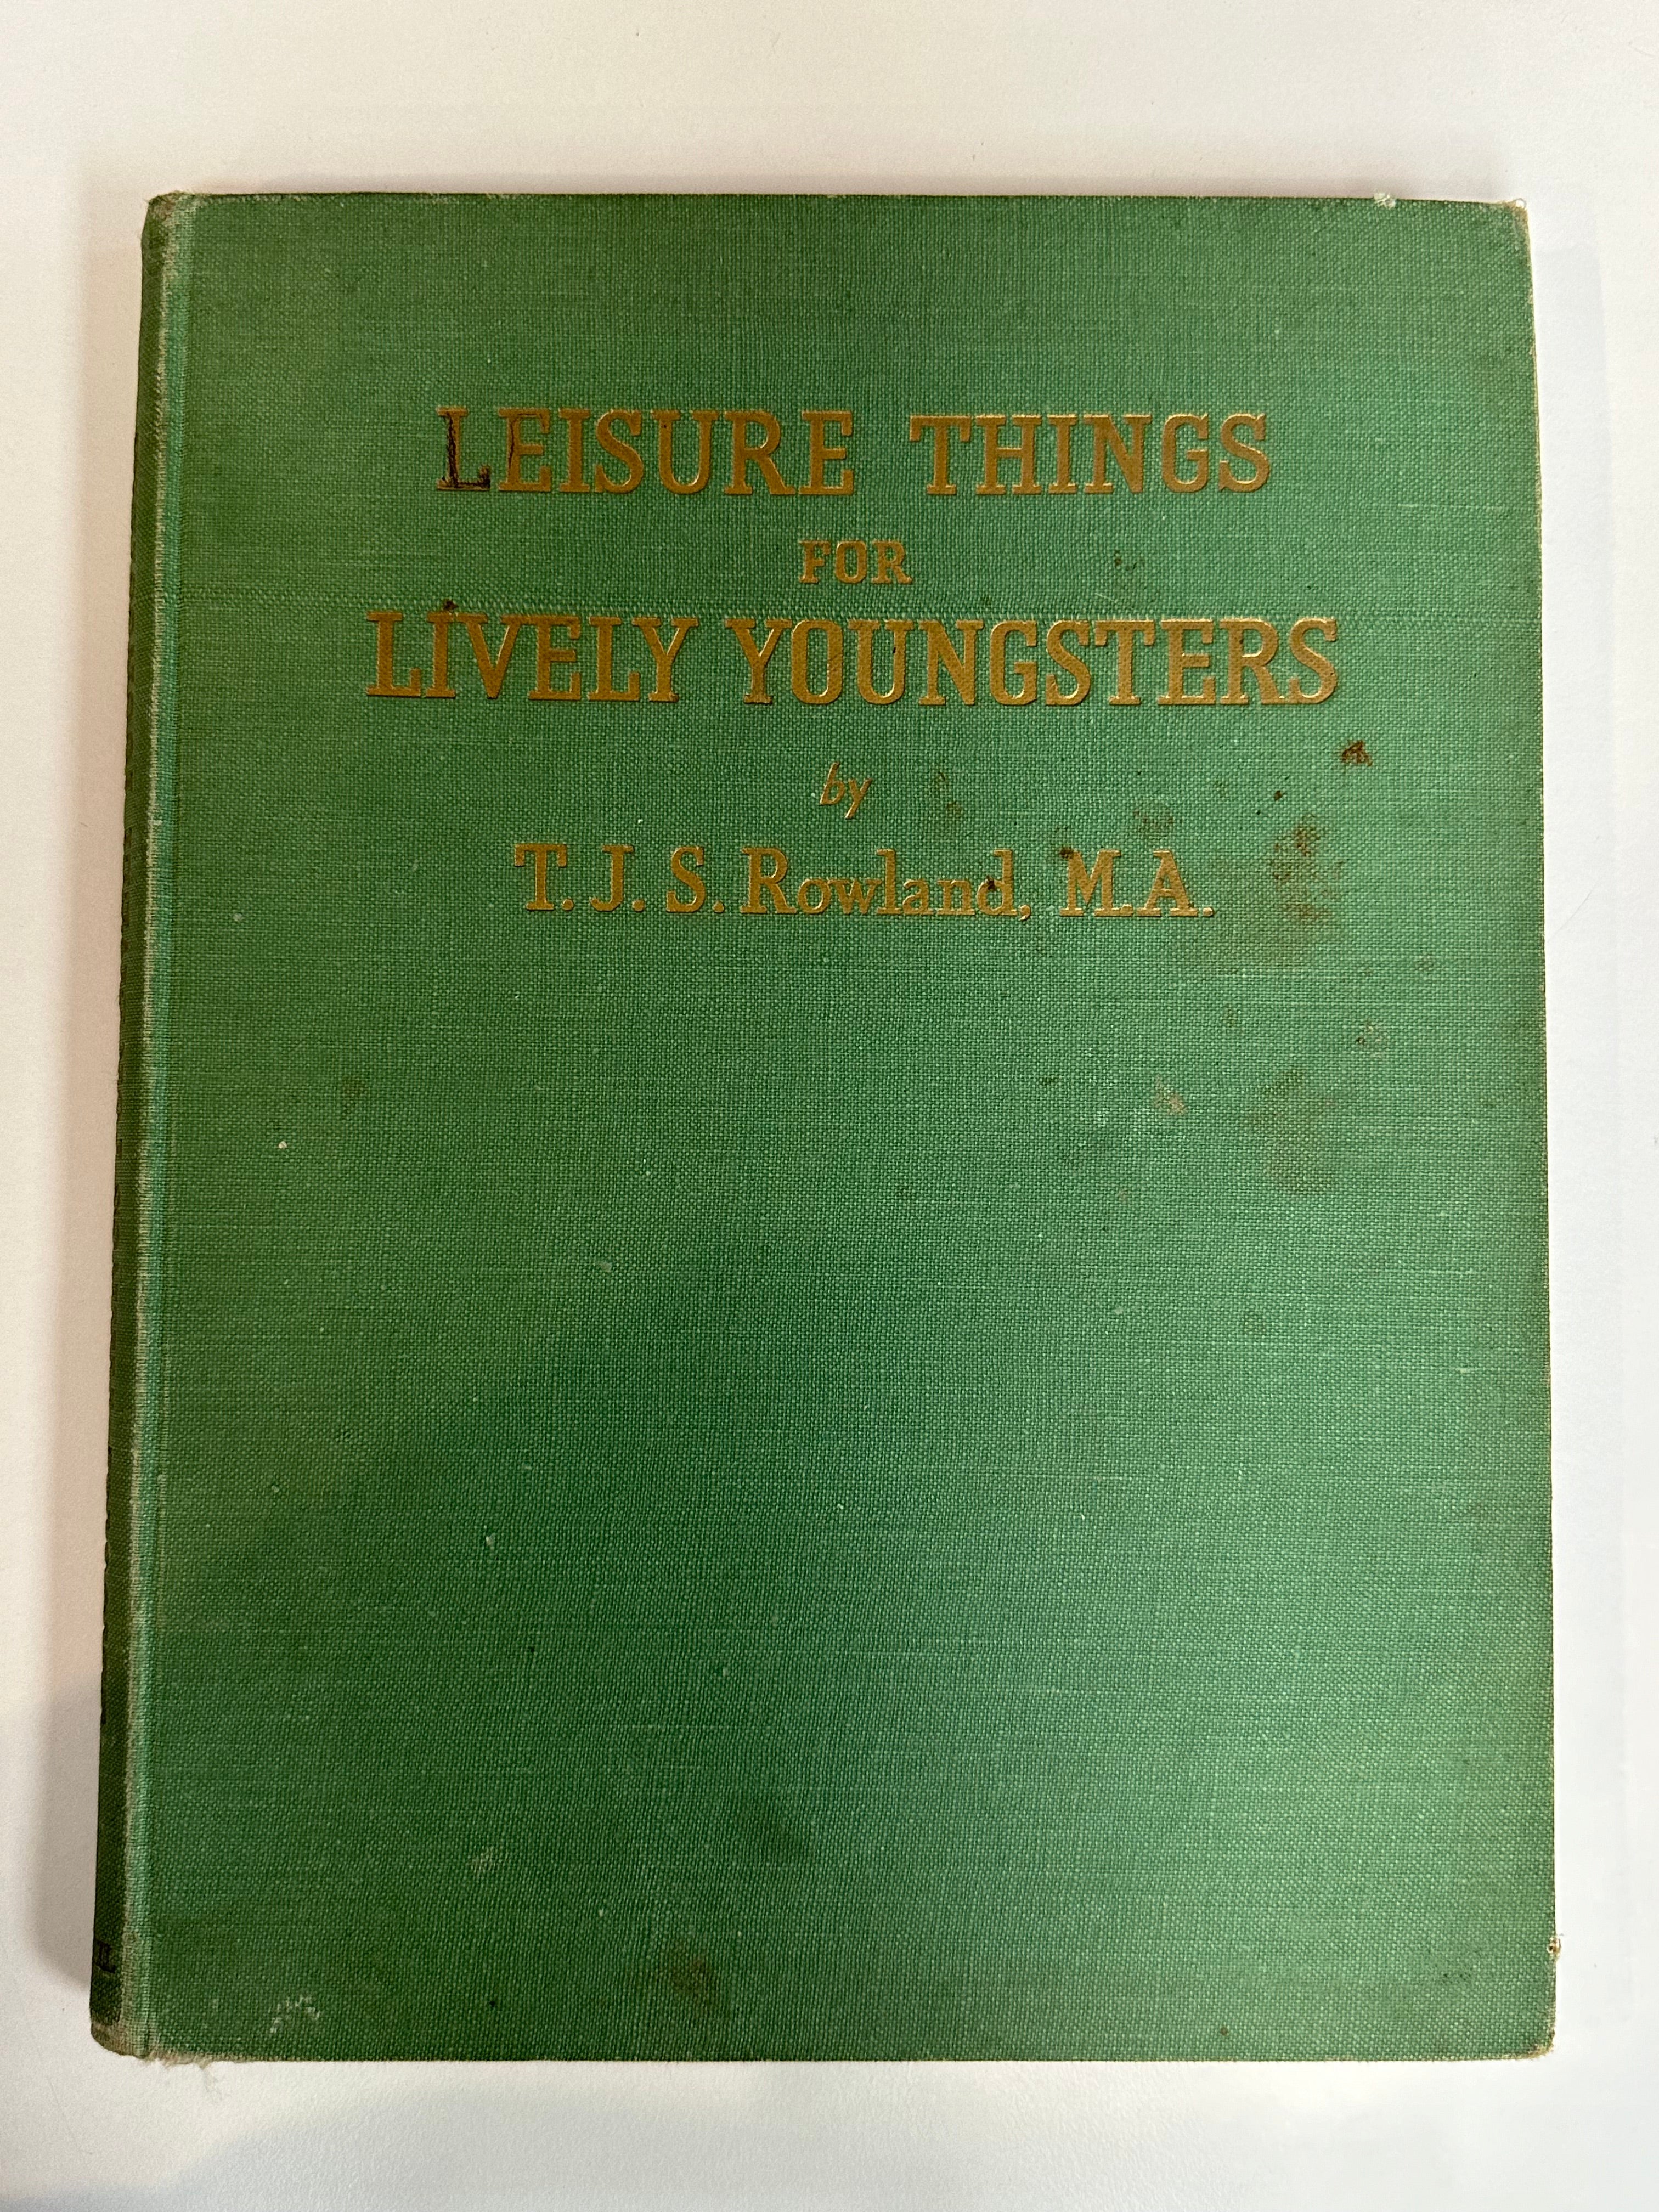 LEISURE THINGS
FOR
LIVELY YOUNGSTERS
by
T. J. S. Rowland, M.A.